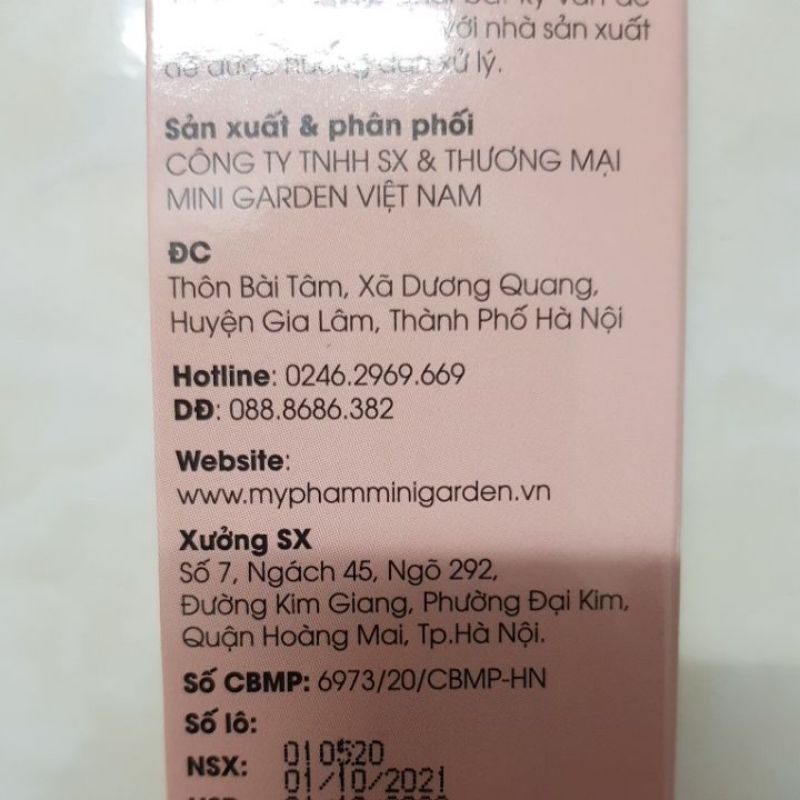 với nhà sản xuất
để được hướng dẫn xử lý.
Sản xuất & phân phối
CÔNG TY TNHH SX & THƯƠNG MẠI
MINI GARDEN VIỆT NAM
ĐC
Thôn Bài Tâm, Xã Dương Quang,
Huyện Gia Lâm, Thành Phố Hà Nội
Hotline: 0246.2969.669
DĐ: 088.8686.382
Website:
www.myphamminigarden.vn
Xưởng SX
Số 7, Ngách 45, Ngõ 292,
Đường Kim Giang, Phường Đại Kim,
Quận Hoàng Mai, Tp.Hà Nội.
Số CBMP: 6973/20/CBMP-HN
Số lô: 010520
NSX: 01/10/2021